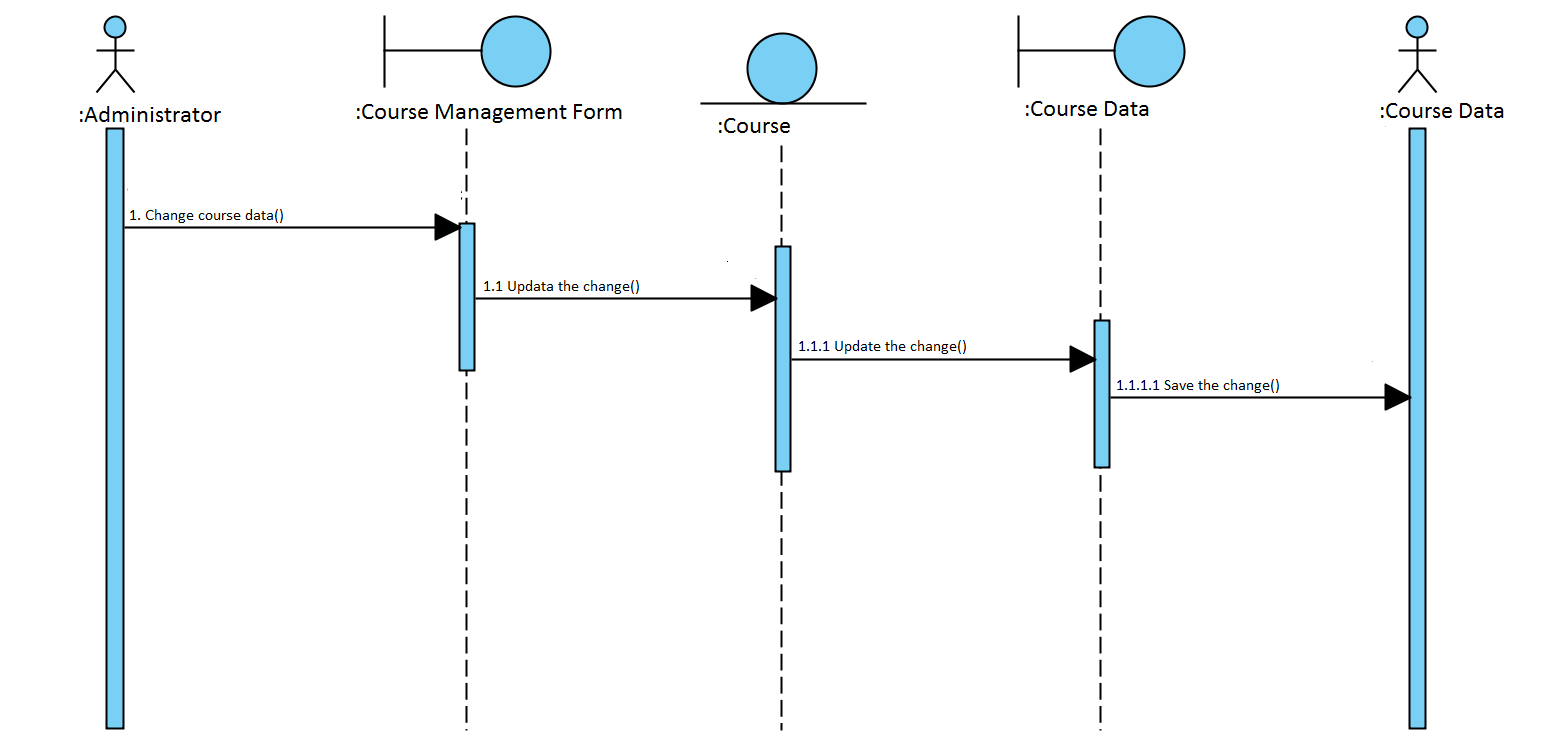 :Administrator
:Course Management Form
:Course
:Course Data
:Course Data
1. Change course data()
1.1 Updata the change()
1.1.1 Update the change()
1.1.1.1 Save the change()